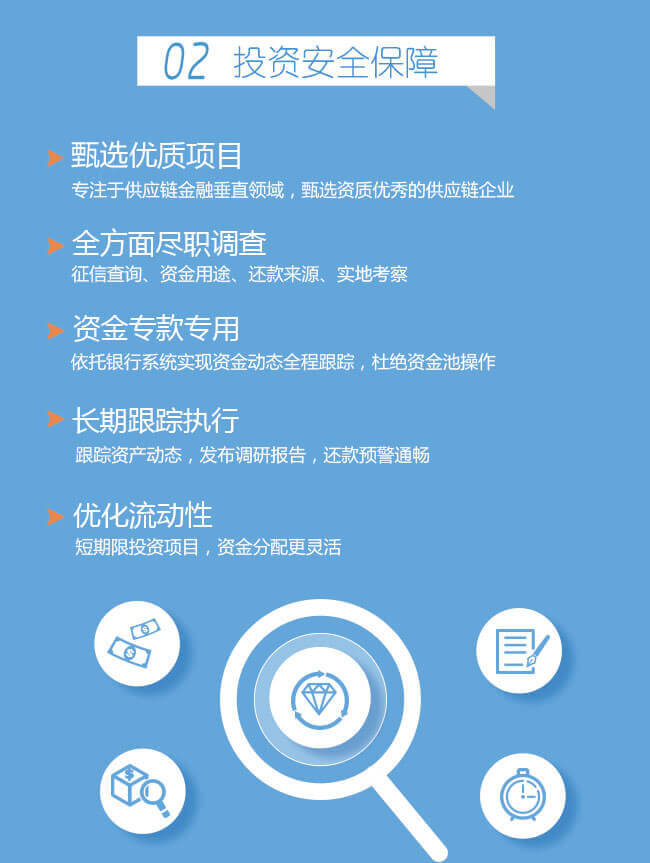 02 投资安全保障
甄选优质项目
专注于供应链金融垂直领域，甄选资质优秀的供应链企业
全方面尽职调查
征信查询、资金用途、还款来源、实地考察
资金专款专用
依托银行系统实现资金动态全程跟踪，杜绝资金池操作
长期跟踪执行
跟踪资产动态，发布调研报告，还款预警通畅
优化流动性
短期限投资项目，资金分配更灵活